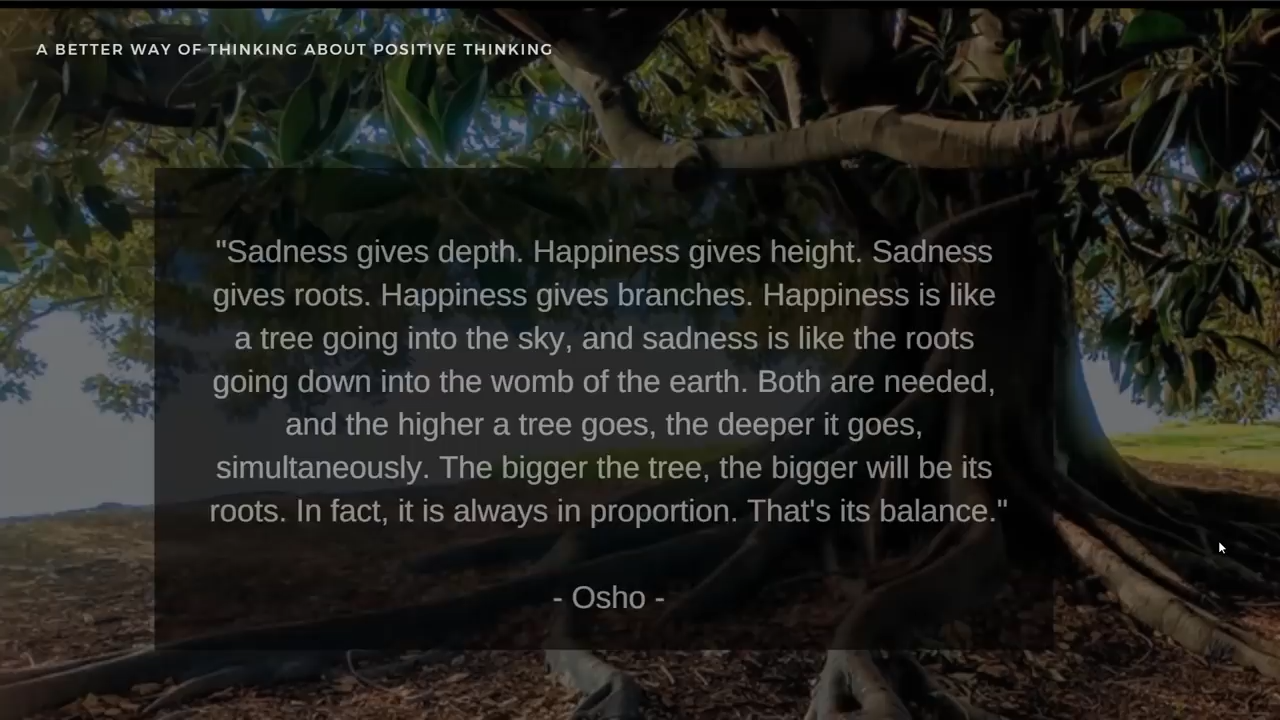 A BETTER WAY OF THINKING ABOUT POSITIVE THINKING
"Sadness gives depth. Happiness gives height. Sadness
gives roots. Happiness gives branches. Happiness is like
a tree going into the sky, and sadness is like the roots
going down into the womb of the earth. Both are needed,
and the higher a tree goes, the deeper it goes,
simultaneously. The bigger the tree, the bigger will be its
roots. In fact, it is always in proportion. That's its balance."
- Osho -